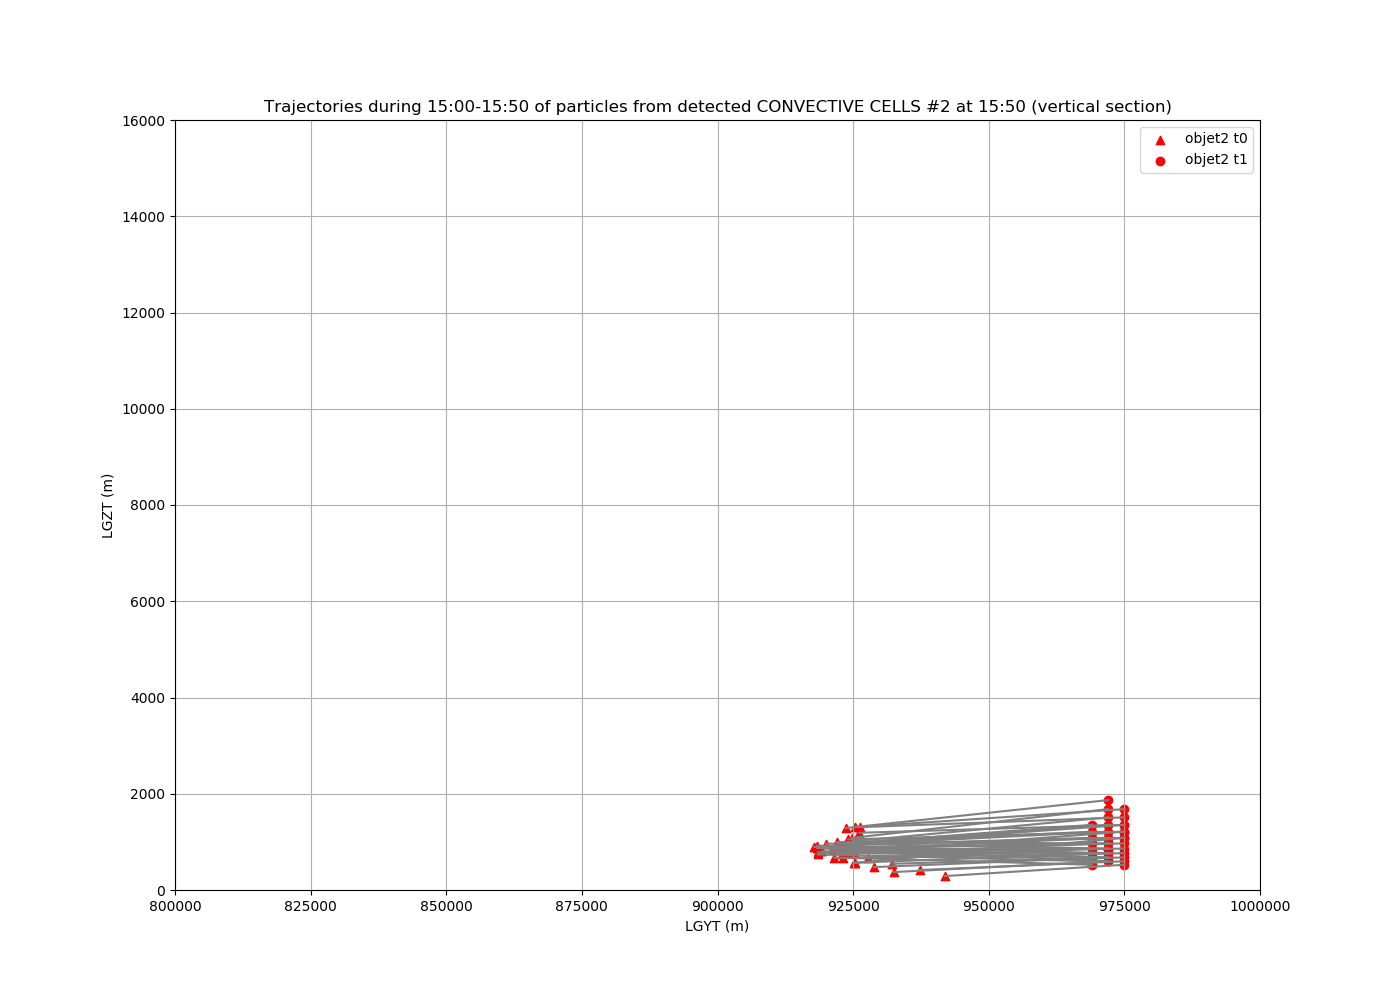 Trajectories during 15:00-15:50 of particles from detected CONVECTIVE CELLS #2 at 15:50 (vertical section)
objet2 t0
objet2 t1
16000
14000
12000
10000
8000
6000
4000
2000
0
LGZT (m)
800000 825000 850000 875000 900000 925000 950000 975000 1000000
LGYT (m)